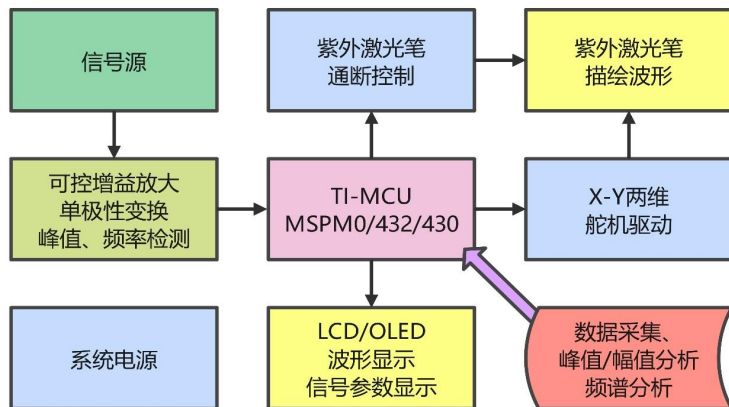 信号源
紫外激光笔
通断控制
紫外激光笔
描绘波形
可控增益放大
单极性变换
峰值、频率检测
TI-MCU
MSPM0/432/430
X-Y两维
舵机驱动
系统电源
LCD/OLED
波形显示
信号参数显示
数据采集、
峰值/幅值分析
频谱分析